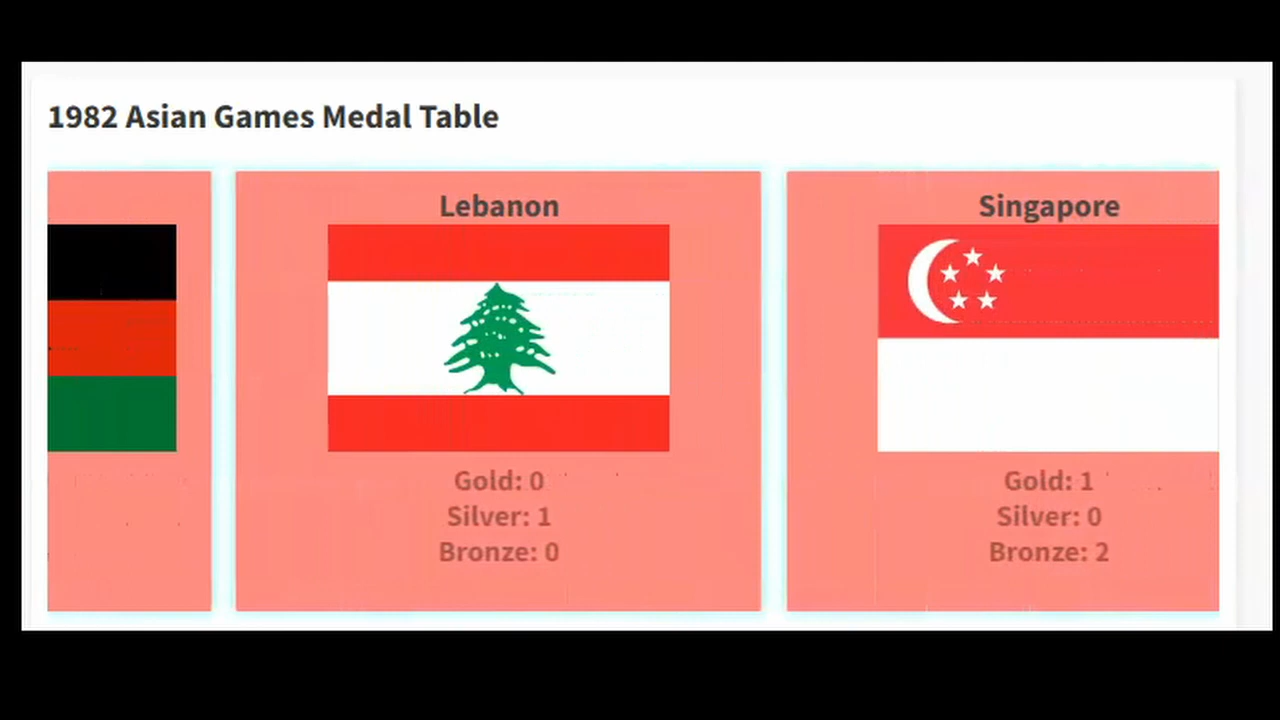 1982 Asian Games Medal Table
Lebanon
Gold: 0
Silver: 1
Bronze: 0
Singapore
Gold: 1
Silver: 0
Bronze: 2